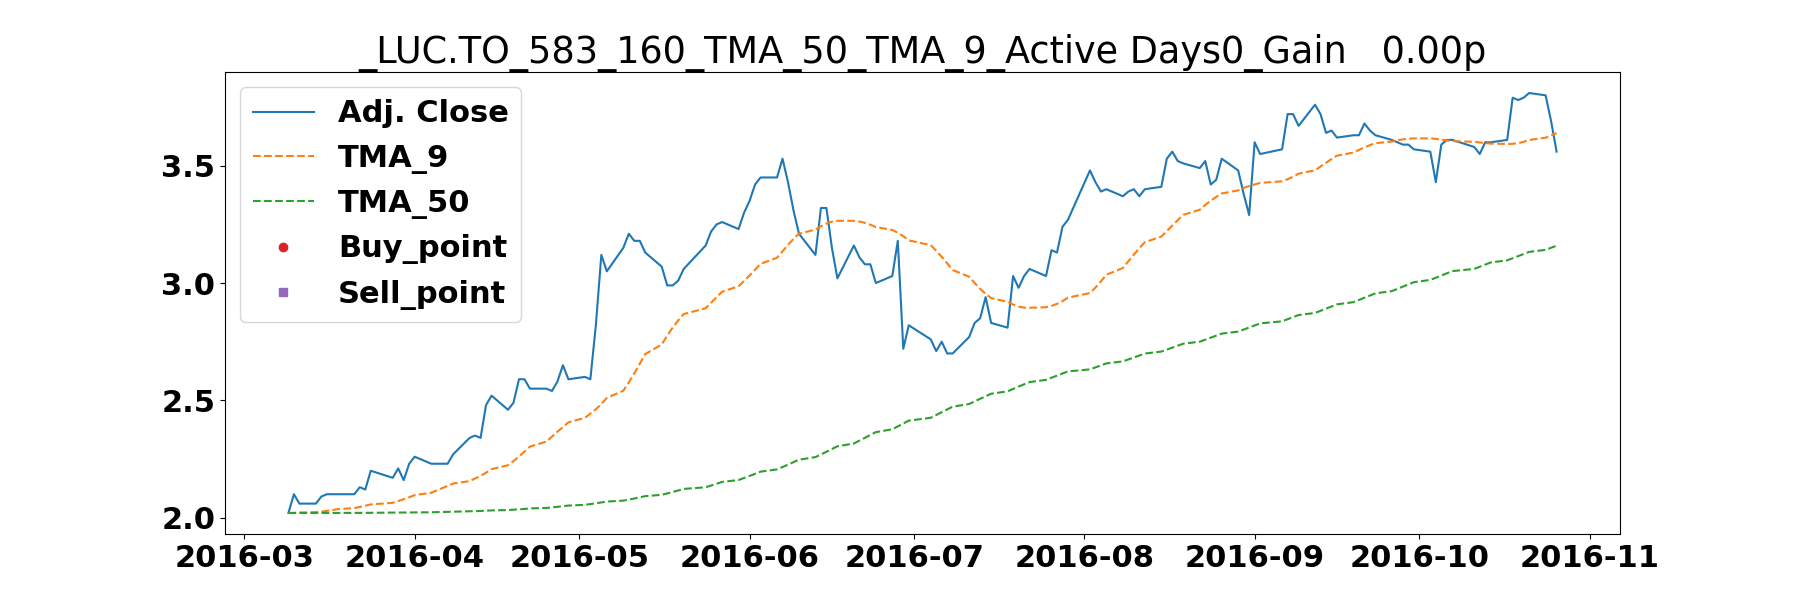 _LUC.TO_583_160_TMA_50_TMA_9_Active Days0_Gain   0.00p
Adj. Close
TMA_9
TMA_50
Buy_point
Sell_point
3.5
3.0
2.5
2.0
2016-03 2016-04 2016-05 2016-06 2016-07 2016-08 2016-09 2016-10 2016-11